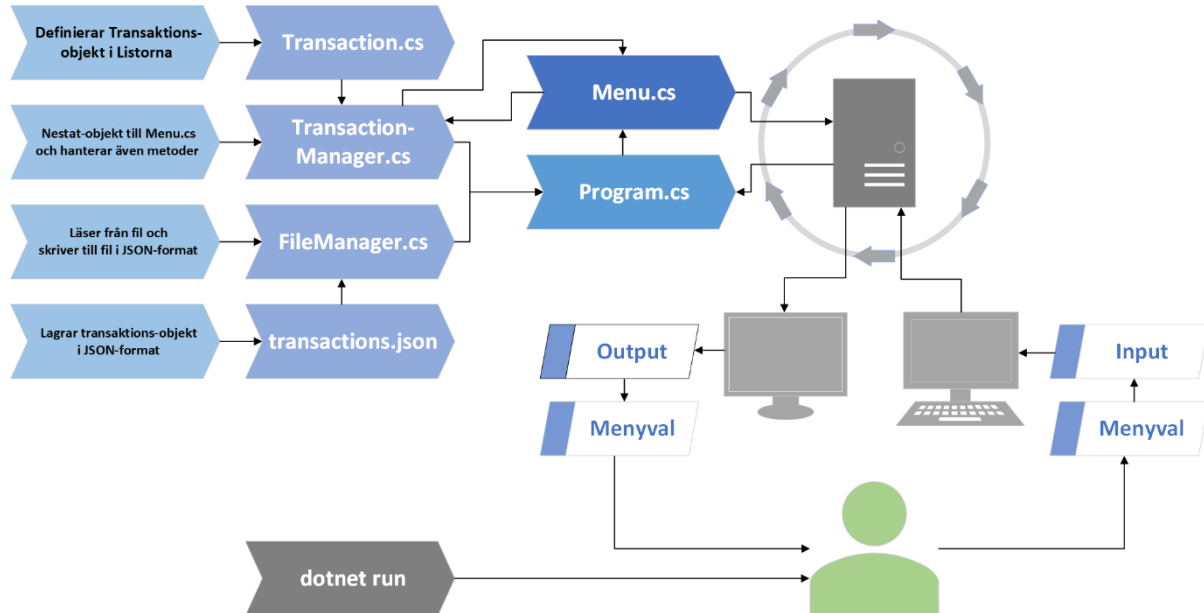 Definierar Transaktions-
objekt i Listorna
Transaction.cs
Nestat-objekt till Menu.cs
och hanterar även metoder
Transaction-
Manager.cs
Menu.cs
Program.cs
Läser från fil och
skriver till fil i JSON-format
FileManager.cs
Lagrar transaktions-objekt
i JSON-format
transactions.json
Output
Menyval
Input
Menyval
dotnet run